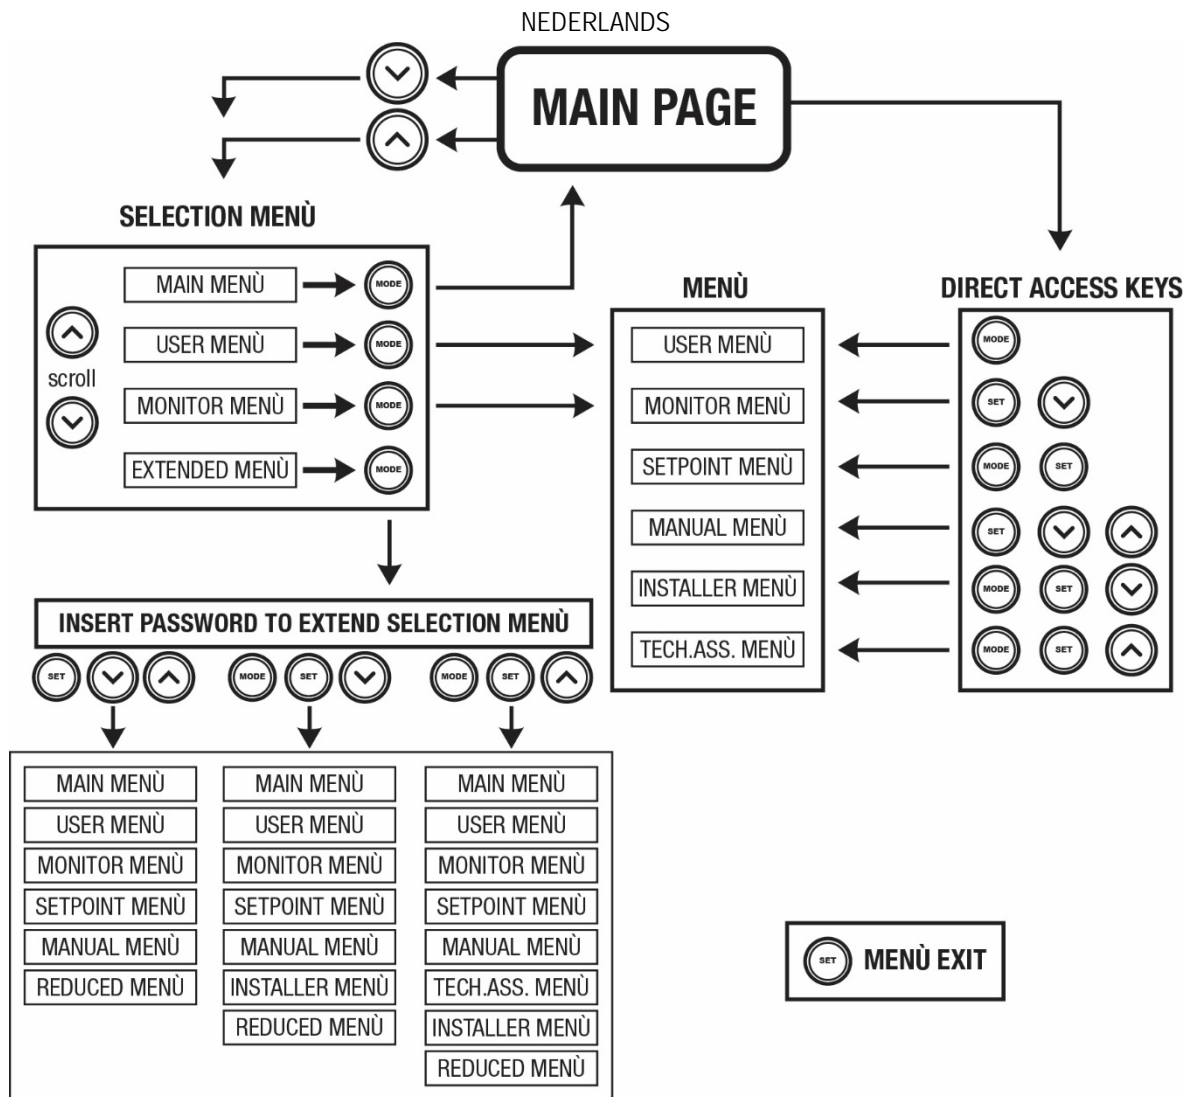 NEDERLANDS
MAIN PAGE
SELECTION MENÙ
MAIN MENÙ MODE
USER MENÙ MODE
scroll
MONITOR MENÙ MODE
EXTENDED MENÙ MODE
MENÙ
USER MENÙ
MONITOR MENÙ
SETPOINT MENÙ
MANUAL MENÙ
INSTALLER MENÙ
TECH.ASS. MENÙ
DIRECT ACCESS KEYS
MODE
SET
MODE SET
SET
MODE SET
MODE SET
INSERT PASSWORD TO EXTEND SELECTION MENÙ
SET MODE SET MODE SET
MAIN MENÙ
USER MENÙ
MONITOR MENÙ
SETPOINT MENÙ
MANUAL MENÙ
REDUCED MENÙ
MAIN MENÙ
USER MENÙ
MONITOR MENÙ
SETPOINT MENÙ
MANUAL MENÙ
INSTALLER MENÙ
REDUCED MENÙ
MAIN MENÙ
USER MENÙ
MONITOR MENÙ
SETPOINT MENÙ
MANUAL MENÙ
TECH.ASS. MENÙ
INSTALLER MENÙ
REDUCED MENÙ
SET MENÙ EXIT